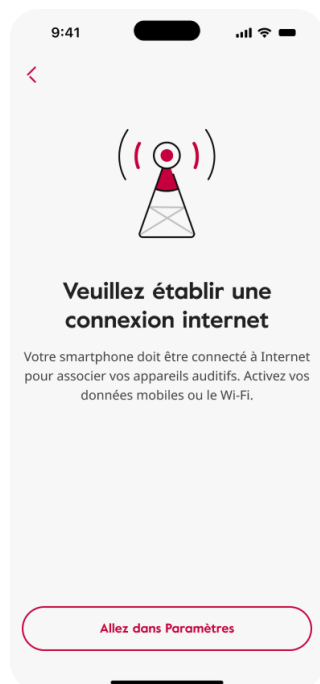 9:41
Veuillez établir une
connexion internet
Votre smartphone doit être connecté à Internet
pour associer vos appareils auditifs. Activez vos
données mobiles ou le Wi-Fi.
Allez dans Paramètres